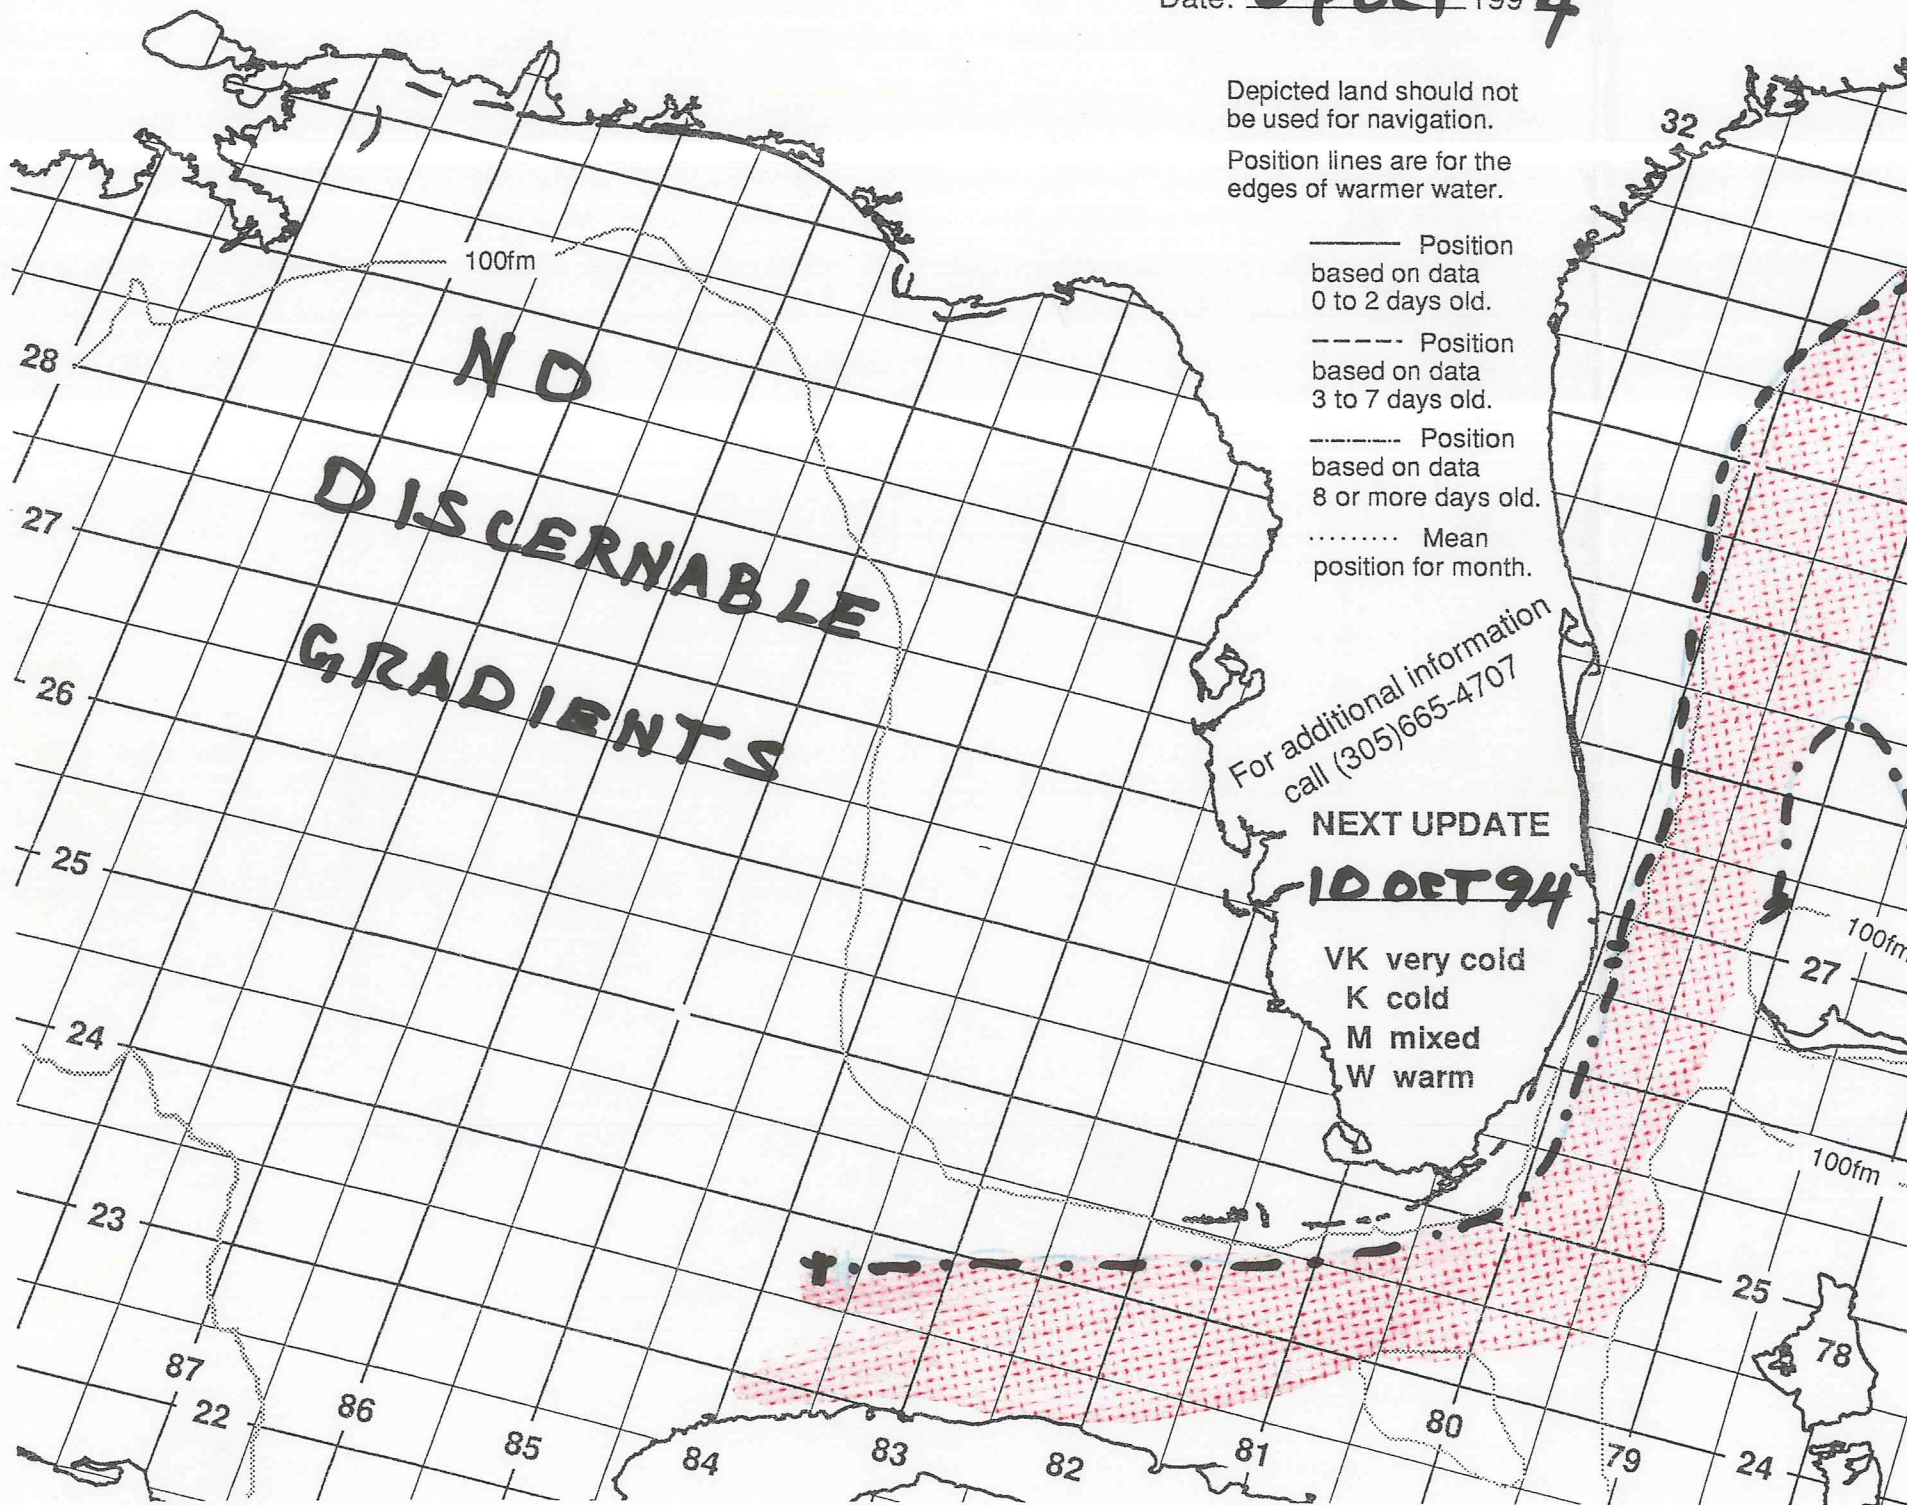 Date: OCT 1994
Depicted land should not
be used for navigation.
Position lines are for the
edges of warmer water.
Position
based on data
0 to 2 days old.
Position
based on data
3 to 7 days old.
Position
based on data
8 or more days old.
Mean
position for month.
For additional information
call (305)665-4707
NEXT UPDATE
10 OCT 94
VK very cold
K cold
M mixed
W warm
NO
DISCERNABLE
GRADIENTS
100fm
32
28
27
26
25
24
23
100fm
27
100fm
25
78
87
22
86
85
84
83
82
81
80
79
24